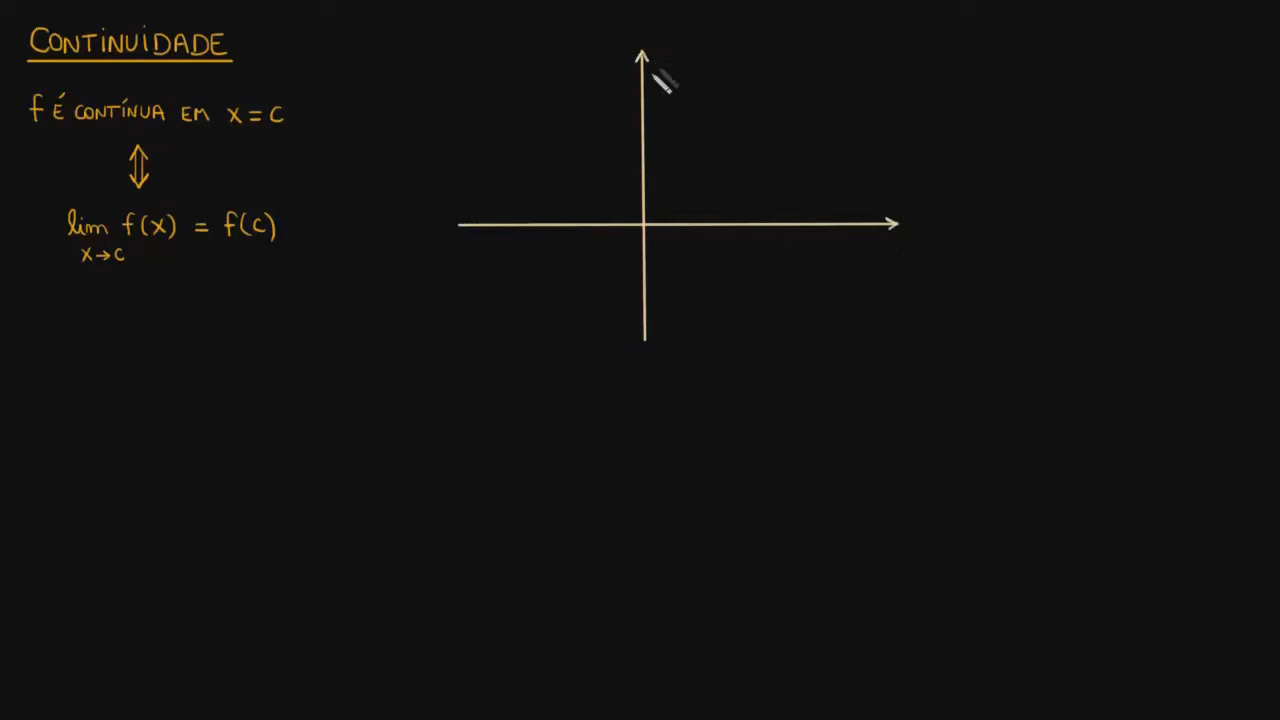 CONTINUIDADE
f É CONTÍNUA EM x = c
⇕
lim f(x) = f(c)
x→c